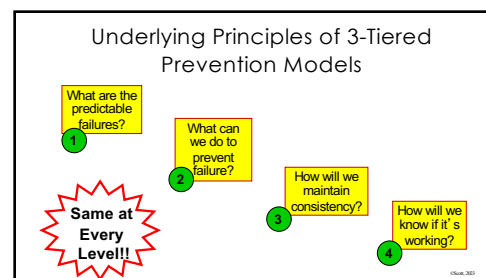 Underlying Principles of 3-Tiered
Prevention Models
What are the
predictable
failures?
1
What can
we do to
prevent
failure?
2
How will we
maintain
consistency?
3
How will we
know if it's
working?
4
Same at
Every
Level!!
©Scott, 2013